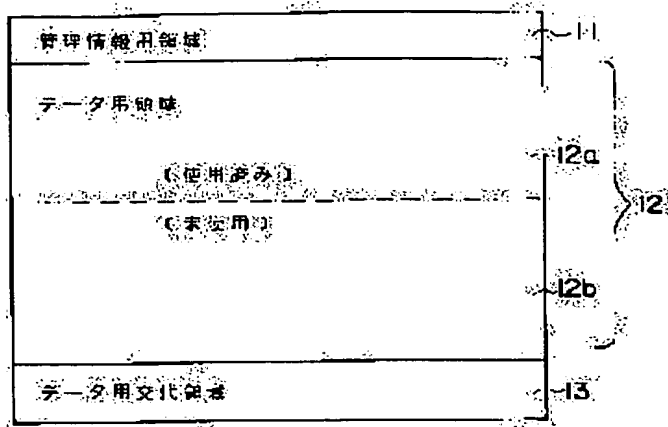 管理情報用領域
11
データ用領域
12a
(使用済み)
12
(未使用)
12b
データ用交代領域
13